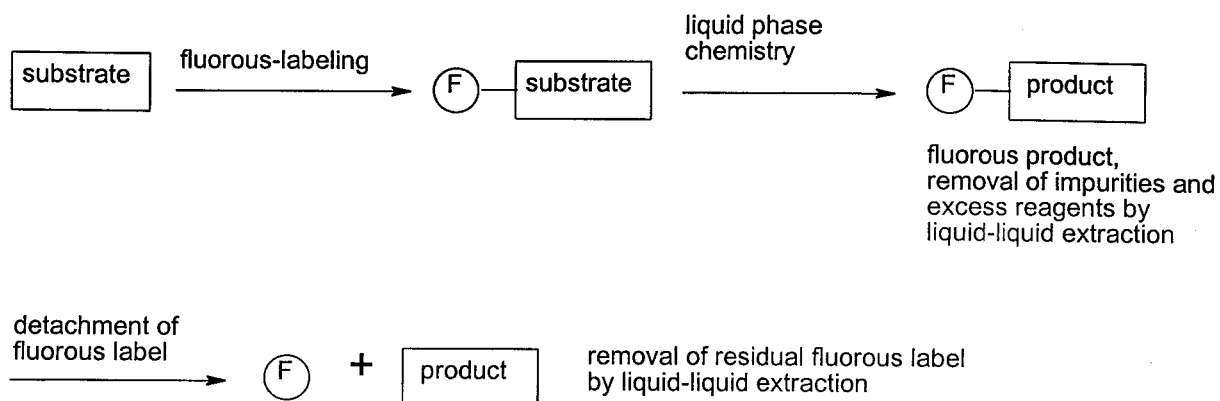 substrate
fluorous-labeling
F
substrate
liquid phase
chemistry
F
product
fluorous product,
removal of impurities and
excess reagents by
liquid-liquid extraction
detachment of
fluorous label
F
+
product
removal of residual fluorous label
by liquid-liquid extraction